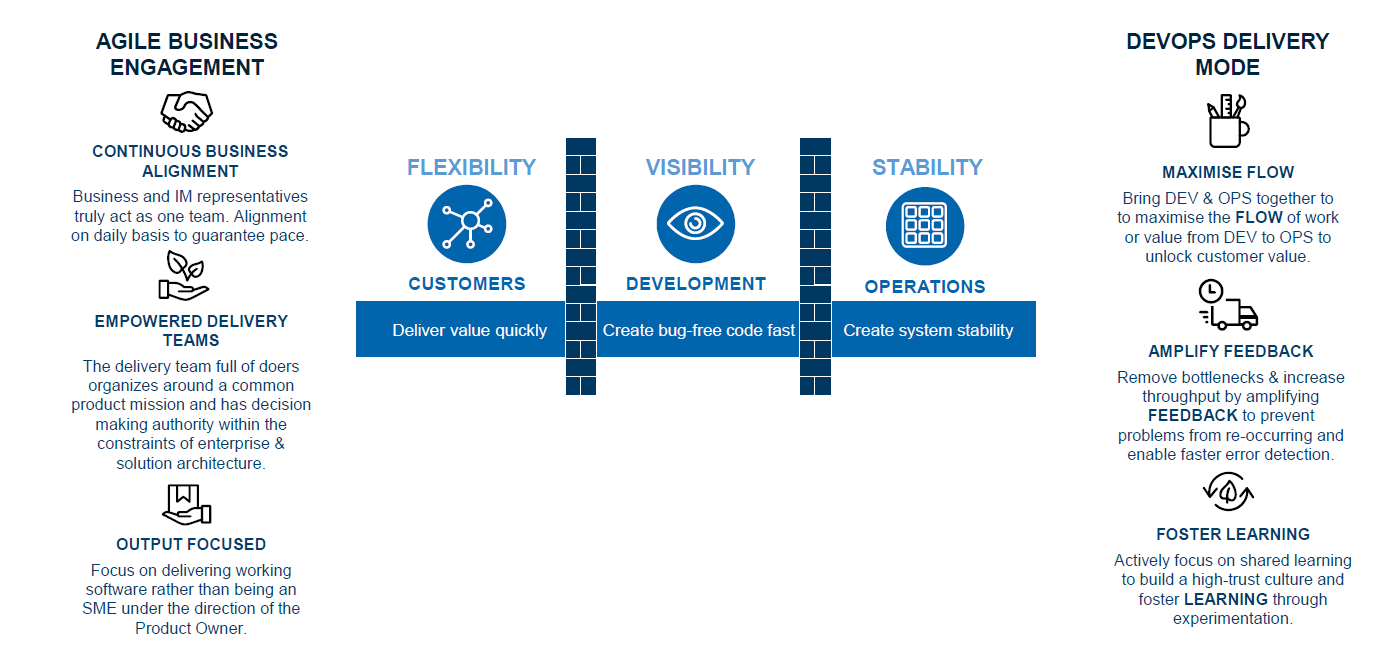 AGILE BUSINESS
ENGAGEMENT
CONTINUOUS BUSINESS
ALIGNMENT
Business and IM representatives
truly act as one team. Alignment
on daily basis to guarantee pace.
EMPOWERED DELIVERY
TEAMS
The delivery team full of doers
organizes around a common
product mission and has decision
making authority within the
constraints of enterprise &
solution architecture.
OUTPUT FOCUSED
Focus on delivering working
software rather than being an
SME under the direction of the
Product Owner.
FLEXIBILITY
CUSTOMERS
Deliver value quickly
VISIBILITY
DEVELOPMENT
Create bug-free code fast
STABILITY
OPERATIONS
Create system stability
DEVOPS DELIVERY
MODE
MAXIMISE FLOW
Bring DEV & OPS together to
to maximise the FLOW of work
or value from DEV to OPS to
unlock customer value.
AMPLIFY FEEDBACK
Remove bottlenecks & increase
throughput by amplifying
FEEDBACK to prevent
problems from re-occurring and
enable faster error detection.
FOSTER LEARNING
Actively focus on shared learning
to build a high-trust culture and
foster LEARNING through
experimentation.